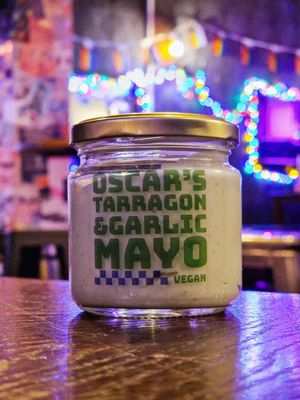 OSCAR'S
TARRAGON
&GARLIC
MAYO
VEGAN